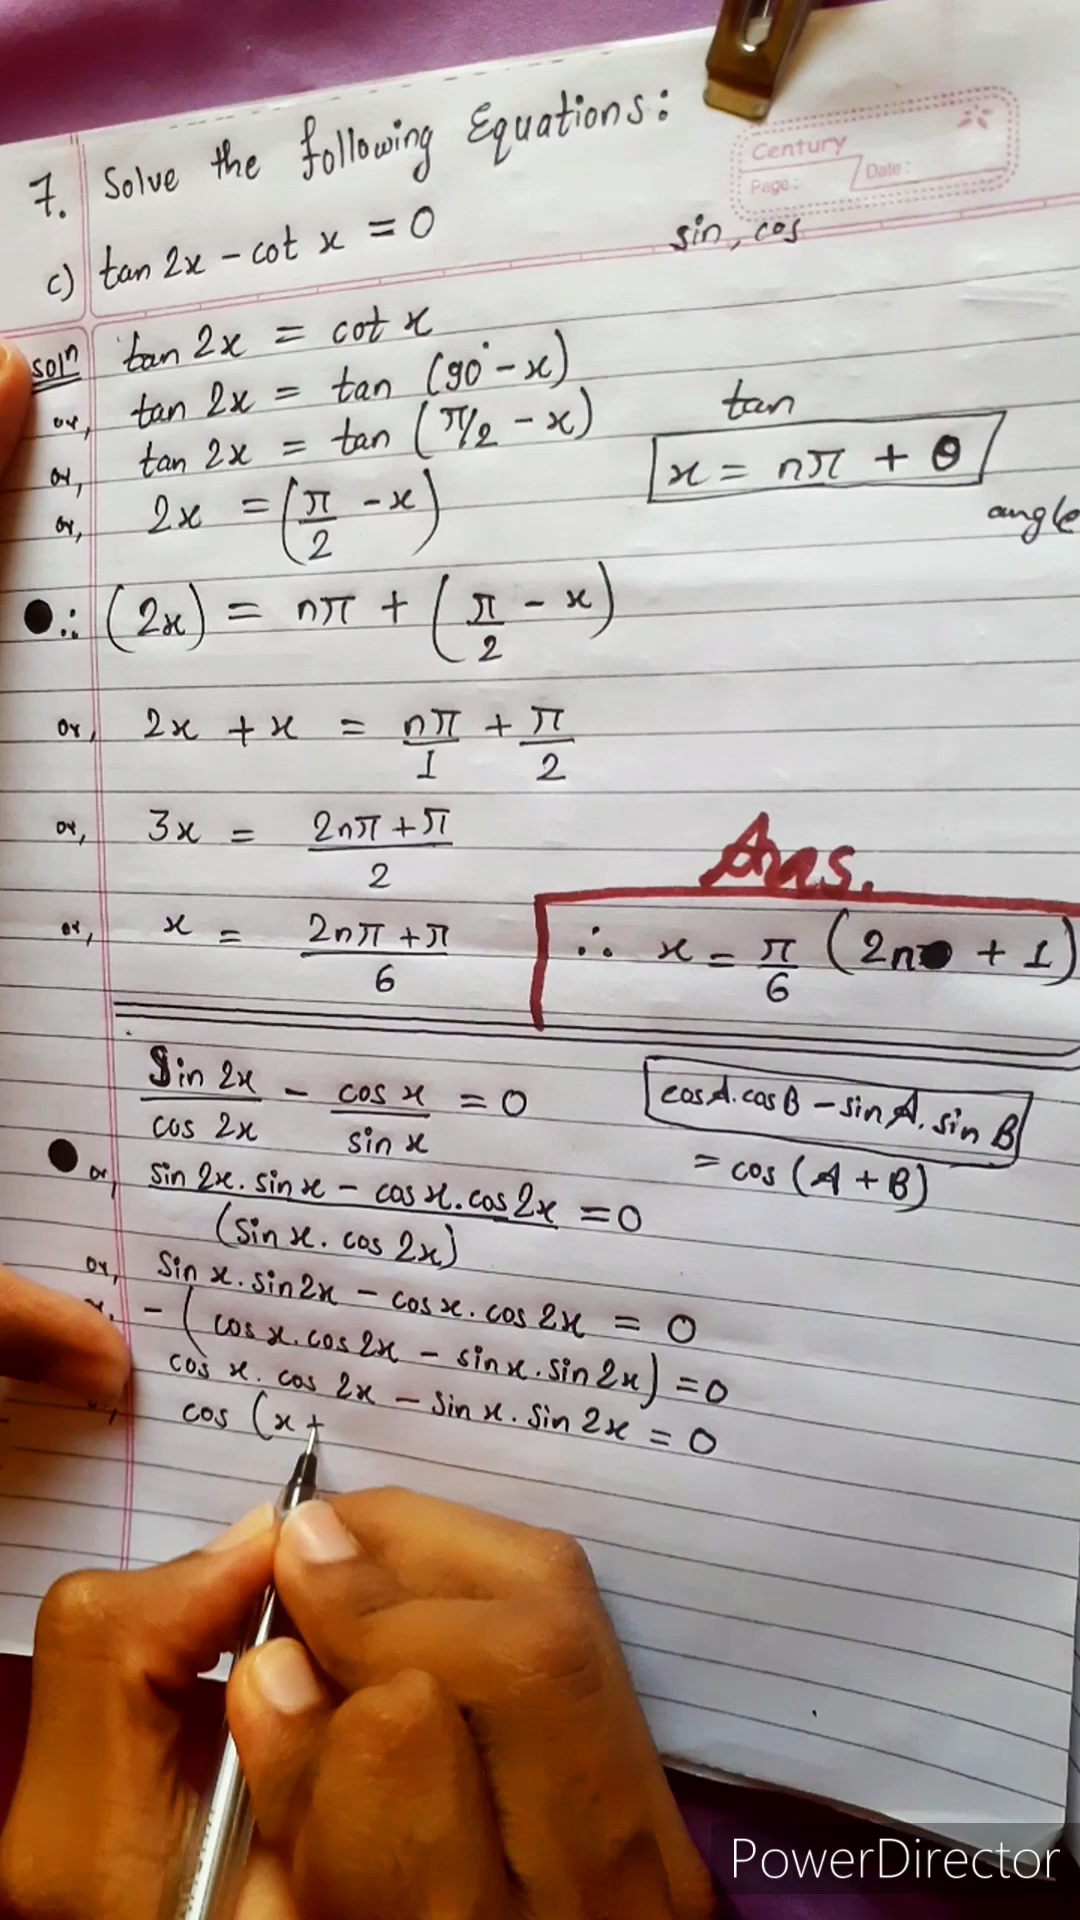 7. Solve the following Equations:
Century
Page: Date:
c) tan 2x - cot x = 0
sin, cos
solⁿ tan 2x = cot x
or, tan 2x = tan (90° - x)
or, tan 2x = tan (π/2 - x)
tan
x = nπ + θ
angle
or, 2x = (π/2 - x)
∴ (2x) = nπ + (π/2 - x)
or, 2x + x = nπ/1 + π/2
or, 3x = 2nπ + π/2
Ans.
or, x = 2nπ + π/6
∴ x = π/6 (2n + 1)
Sin 2x/cos 2x - cos x/sin x = 0
cosA.cosB - sinA.sinB
= cos (A + B)
or, sin 2x. sin x - cos x. cos 2x/(sin x. cos 2x) = 0
or, Sin x. sin 2x - cos x. cos 2x = 0
- (cos x. cos 2x - sin x. sin 2x) = 0
cos x. cos 2x - sin x. sin 2x = 0
cos (x +
PowerDirector